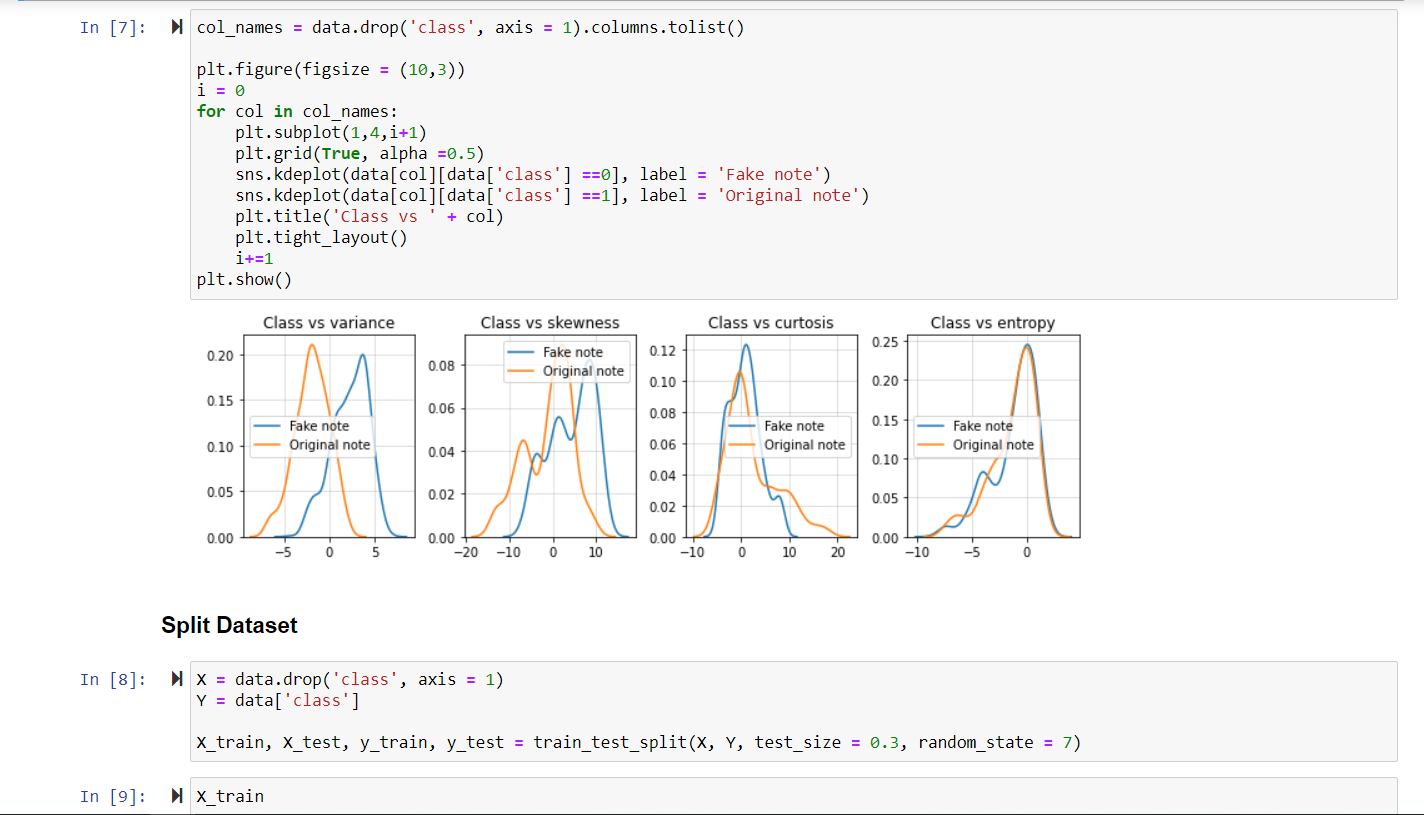 In [7]:
col_names = data.drop('class', axis = 1).columns.tolist()
plt.figure(figsize = (10,3))
i = 0
for col in col_names:
    plt.subplot(1,4,i+1)
    plt.grid(True, alpha =0.5)
    sns.kdeplot(data[col][data['class'] ==0], label = 'Fake note')
    sns.kdeplot(data[col][data['class'] ==1], label = 'Original note')
    plt.title('Class vs ' + col)
    plt.tight_layout()
    i+=1
plt.show()
Class vs variance
0.20
0.15
0.10
0.05
0.00
Fake note
Original note
−5 0 5
Class vs skewness
0.08
0.06
0.04
0.02
0.00
Fake note
Original note
−20 −10 0 10
Class vs curtosis
0.12
0.10
0.08
0.06
0.04
0.02
0.00
Fake note
Original note
−10 0 10 20
Class vs entropy
0.25
0.20
0.15
0.10
0.05
0.00
Fake note
Original note
−10 −5 0
Split Dataset
In [8]:
X = data.drop('class', axis = 1)
Y = data['class']
X_train, X_test, y_train, y_test = train_test_split(X, Y, test_size = 0.3, random_state = 7)
In [9]:
X_train